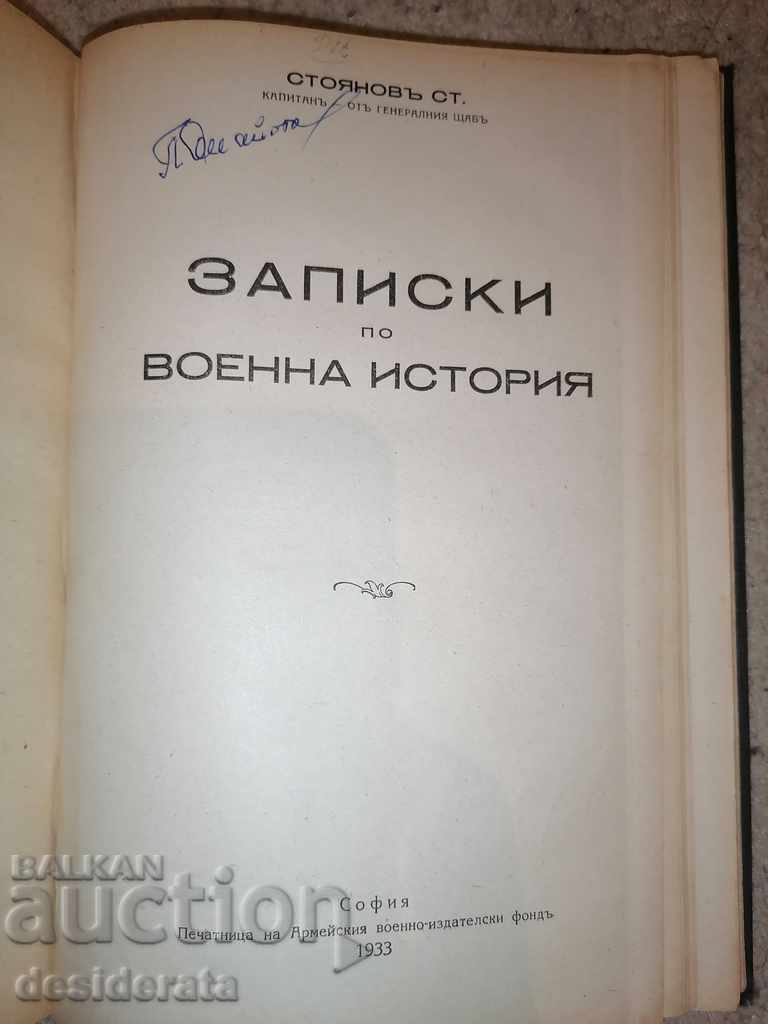 СТОЯНОВЪ СТ.
КАПИТАНЪ – ОТЪ ГЕНЕРАЛНИЯ ЩАБЪ
ЗАПИСКИ
ПО
ВОЕННА ИСТОРИЯ
София
Печатница на Армейския военно-издателски фондъ
1933
BALKAN
auction
desiderata